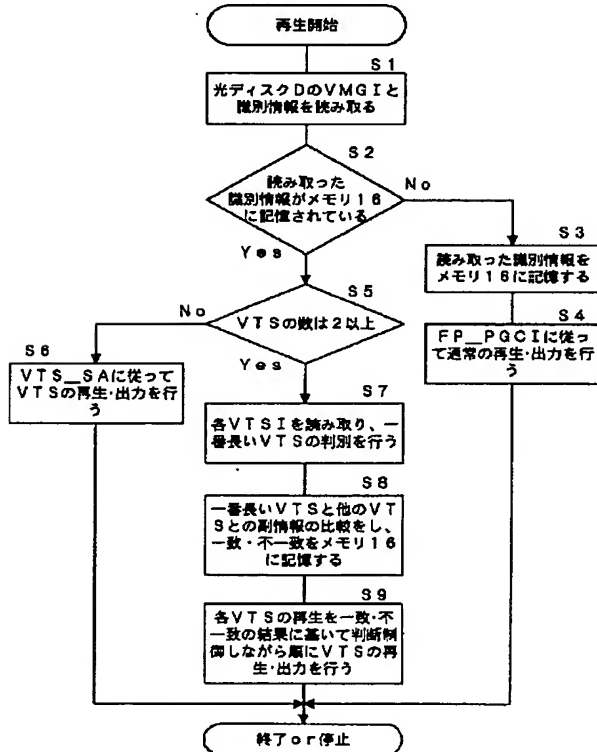 再生開始
S1
光ディスクDのVMGIと
識別情報を読み取る
S2
読み取った
識別情報がメモリ16
に記憶されている
No
Yes
S3
読み取った識別情報を
メモリ16に記憶する
S4
FP_PGCIに従っ
て通常の再生・出力を行
う
S5
VTSの数は2以上
No
Yes
S6
VTS_SAに従って
VTSの再生・出力を行
う
S7
各VTSIを読み取り、一
番長いVTSの判別を行う
S8
一番長いVTSと他のVT
Sとの副情報の比較をし、
一致・不一致をメモリ16
に記憶する
S9
各VTSの再生を一致・不
一致の結果に基いて判断制
御しながら順にVTSの再
生・出力を行う
終了or停止